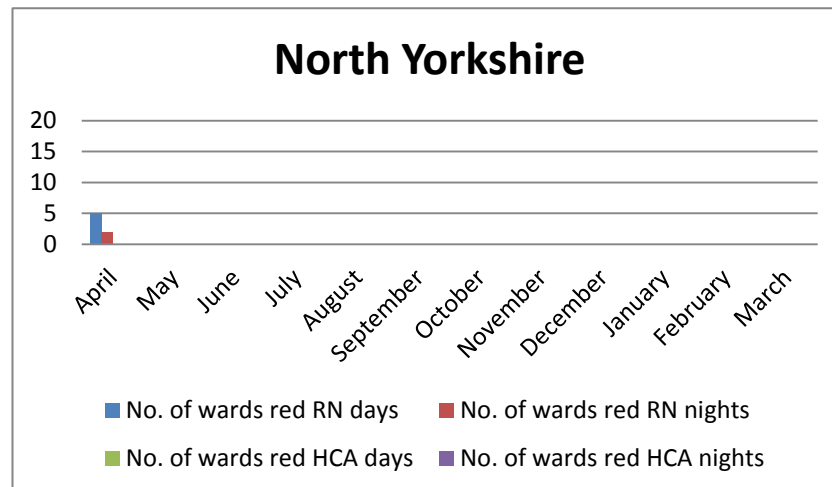 North Yorkshire
20
15
10
5
0
April
May
June
July
August
September
October
November
December
January
February
March
No. of wards red RN days
No. of wards red RN nights
No. of wards red HCA days
No. of wards red HCA nights